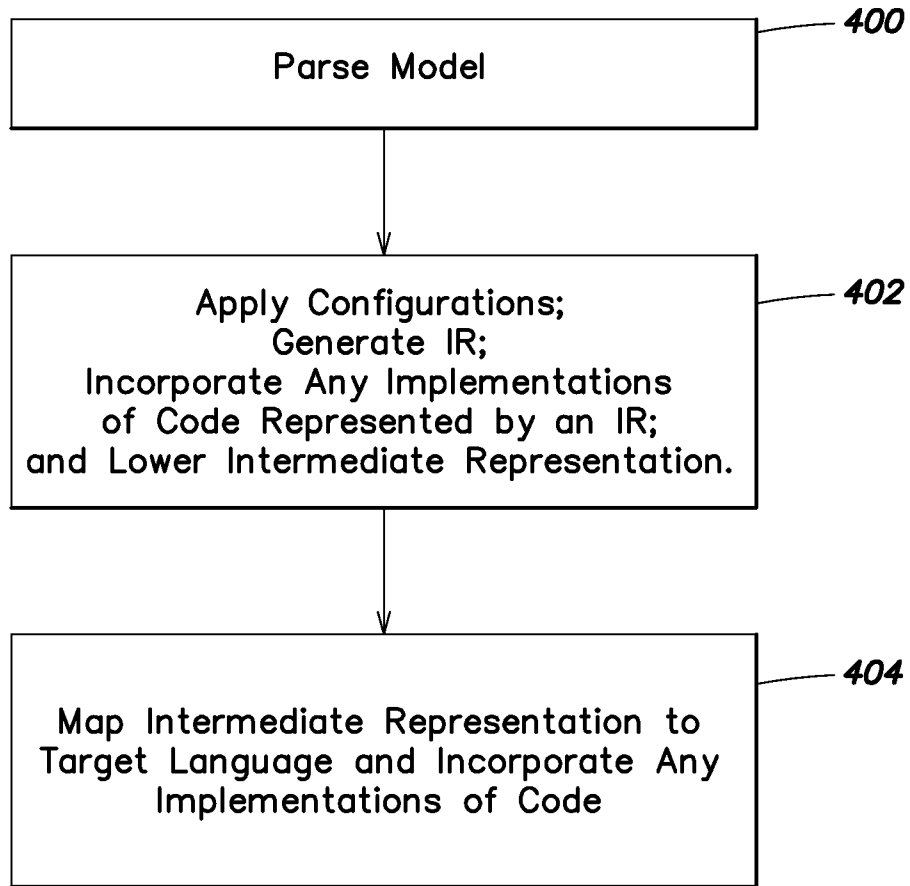 400
Parse Model
402
Apply Configurations;
Generate IR;
Incorporate Any Implementations
of Code Represented by an IR;
and Lower Intermediate Representation.
404
Map Intermediate Representation to
Target Language and Incorporate Any
Implementations of Code